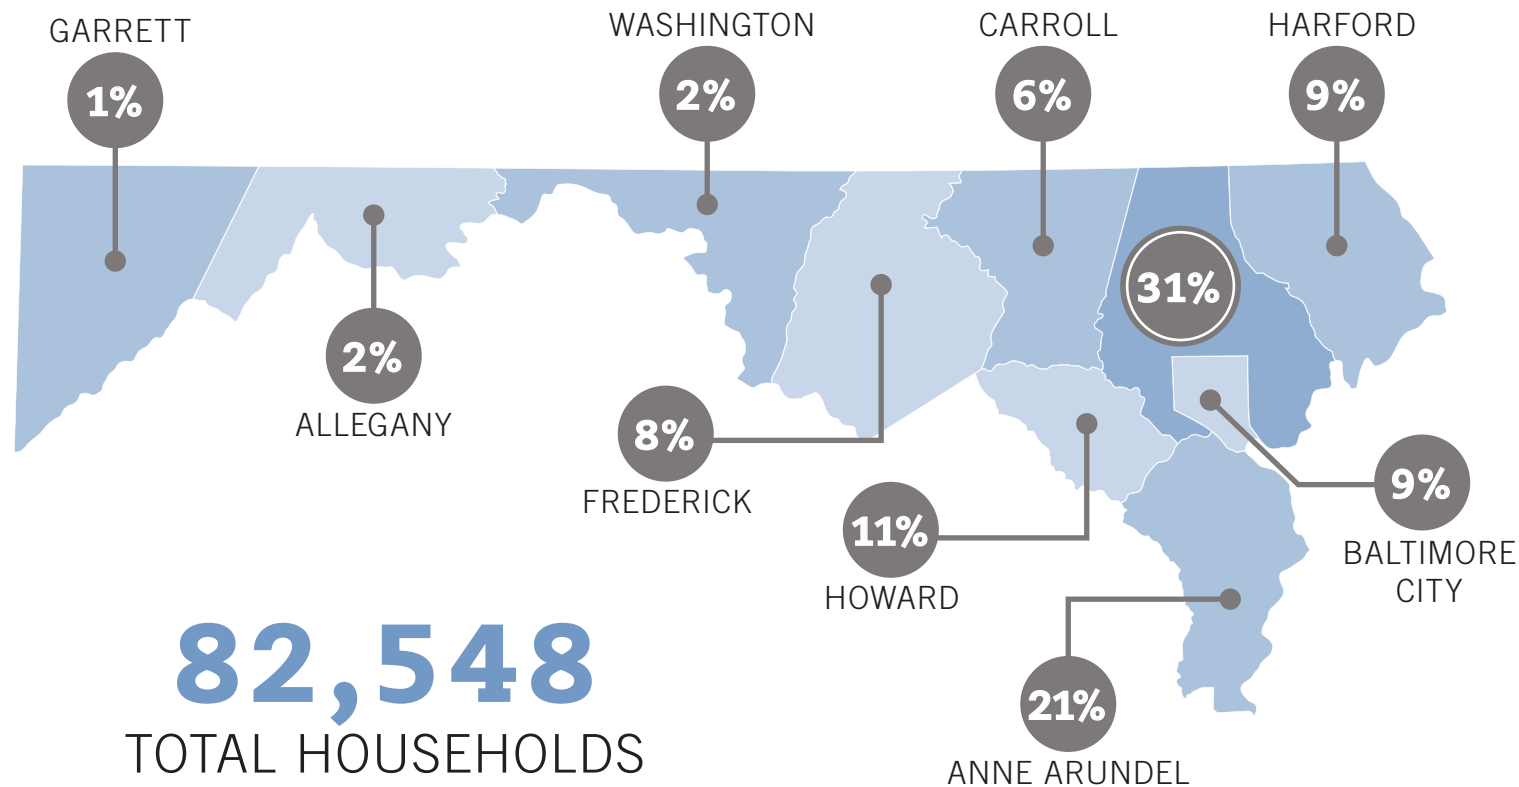 GARRETT
1%
WASHINGTON
2%
CARROLL
6%
HARFORD
9%
31%
2%
ALLEGANY
8%
FREDERICK
11%
HOWARD
9%
BALTIMORE
CITY
21%
ANNE ARUNDEL
82,548
TOTAL HOUSEHOLDS